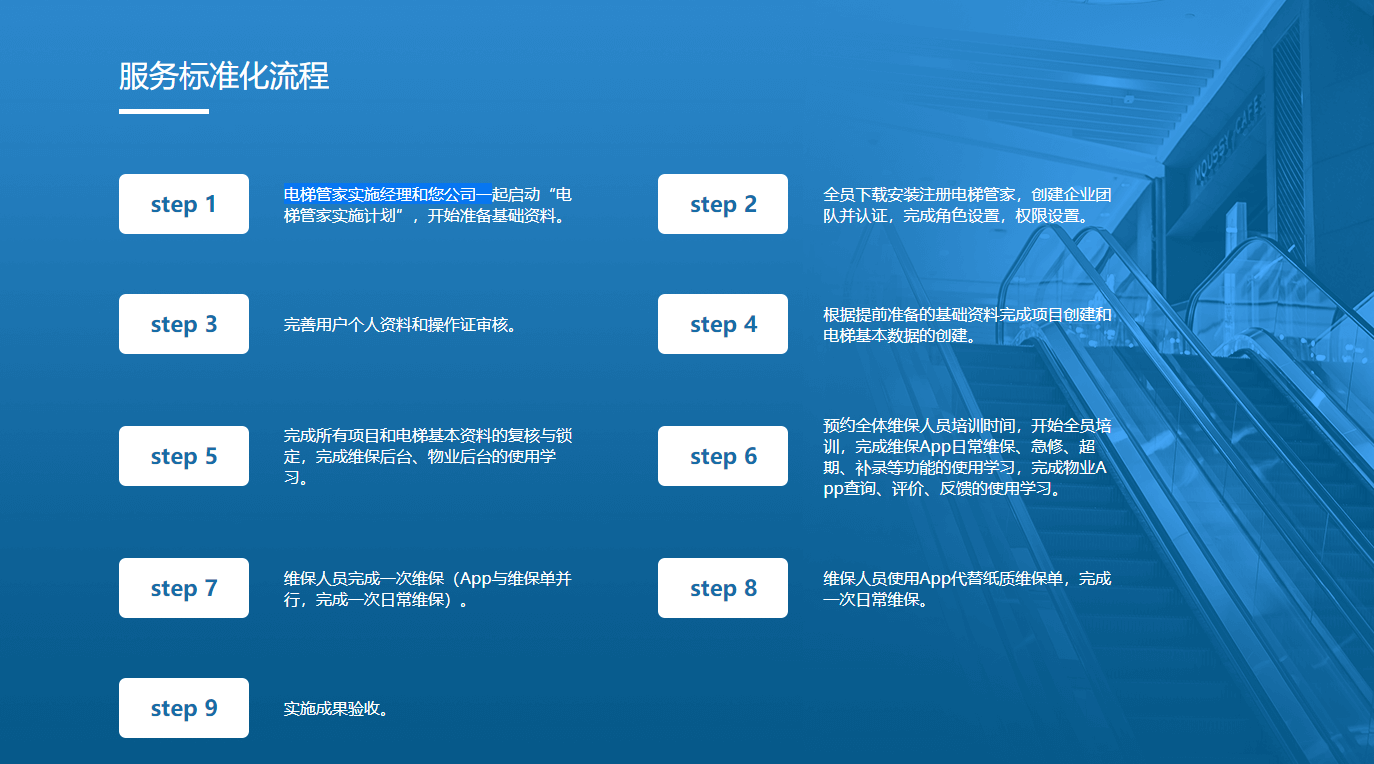 服务标准化流程
step 1
电梯管家实施经理和您公司一起启动“电
梯管家实施计划”，开始准备基础资料。
step 2
全员下载安装注册电梯管家，创建企业团
队并认证，完成角色设置，权限设置。
step 3
完善用户个人资料和操作证审核。
step 4
根据提前准备的基础资料完成项目创建和
电梯基本数据的创建。
step 5
完成所有项目和电梯基本资料的复核与锁
定，完成维保后台、物业后台的使用学
习。
step 6
预约全体维保人员培训时间，开始全员培
训，完成维保App日常维保、急修、超
期、补录等功能的使用学习，完成物业A
pp查询、评价、反馈的使用学习。
step 7
维保人员完成一次维保（App与维保单并
行，完成一次日常维保）。
step 8
维保人员使用App代替纸质维保单，完成
一次日常维保。
step 9
实施成果验收。
MOUSSY CAFE